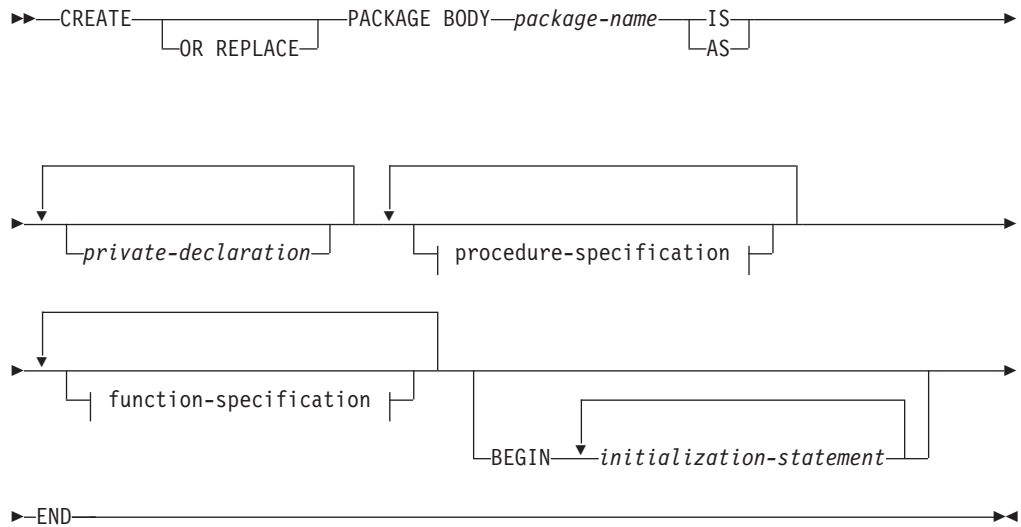 CREATE PACKAGE BODY package-name IS
OR REPLACE AS
private-declaration procedure-specification
function-specification
BEGIN initialization-statement
END